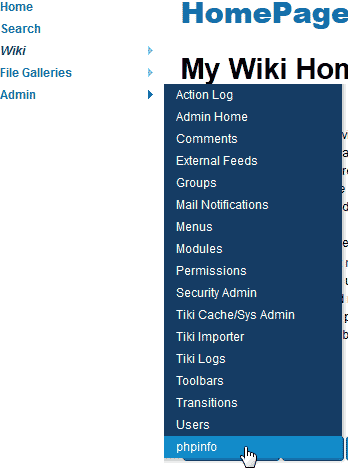 Home
Search
Wiki
File Galleries
Admin
HomePage
My Wiki Hom
Action Log
Admin Home
Comments
External Feeds
Groups
Mail Notifications
Menus
Modules
Permissions
Security Admin
Tiki Cache/Sys Admin
Tiki Importer
Tiki Logs
Toolbars
Transitions
Users
phpinfo